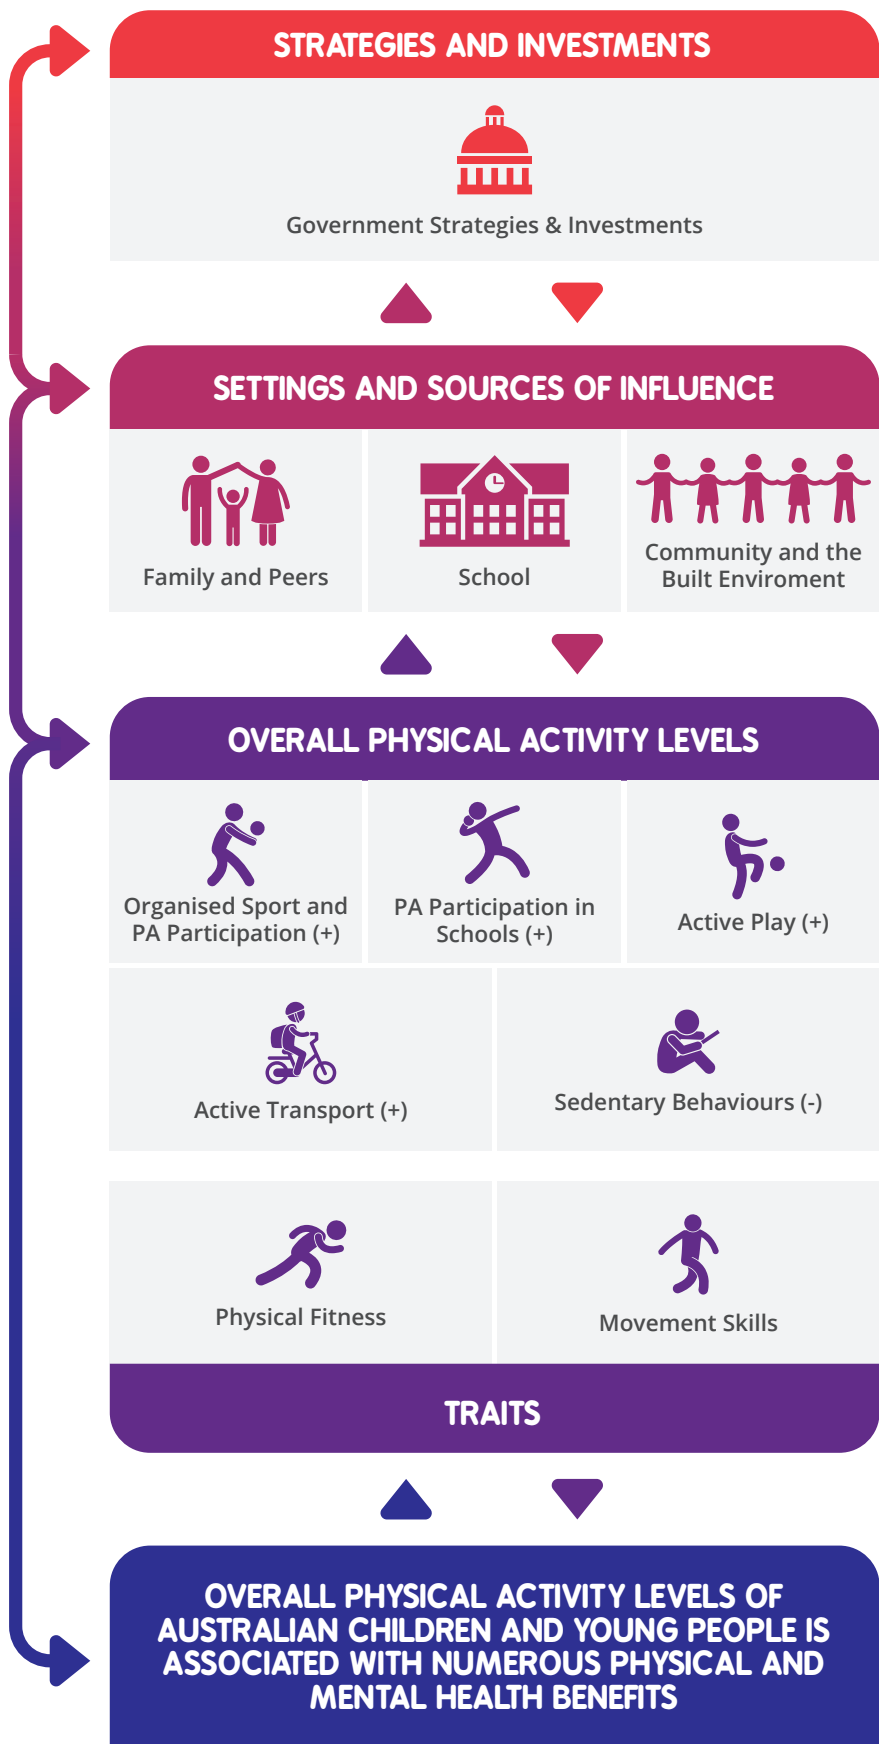 STRATEGIES AND INVESTMENTS
Government Strategies & Investments
SETTINGS AND SOURCES OF INFLUENCE
Family and Peers
School
Community and the
Built Enviroment
OVERALL PHYSICAL ACTIVITY LEVELS
Organised Sport and
PA Participation (+)
PA Participation in
Schools (+)
Active Play (+)
Active Transport (+)
Sedentary Behaviours (-)
Physical Fitness
Movement Skills
TRAITS
OVERALL PHYSICAL ACTIVITY LEVELS OF
AUSTRALIAN CHILDREN AND YOUNG PEOPLE IS
ASSOCIATED WITH NUMEROUS PHYSICAL AND
MENTAL HEALTH BENEFITS